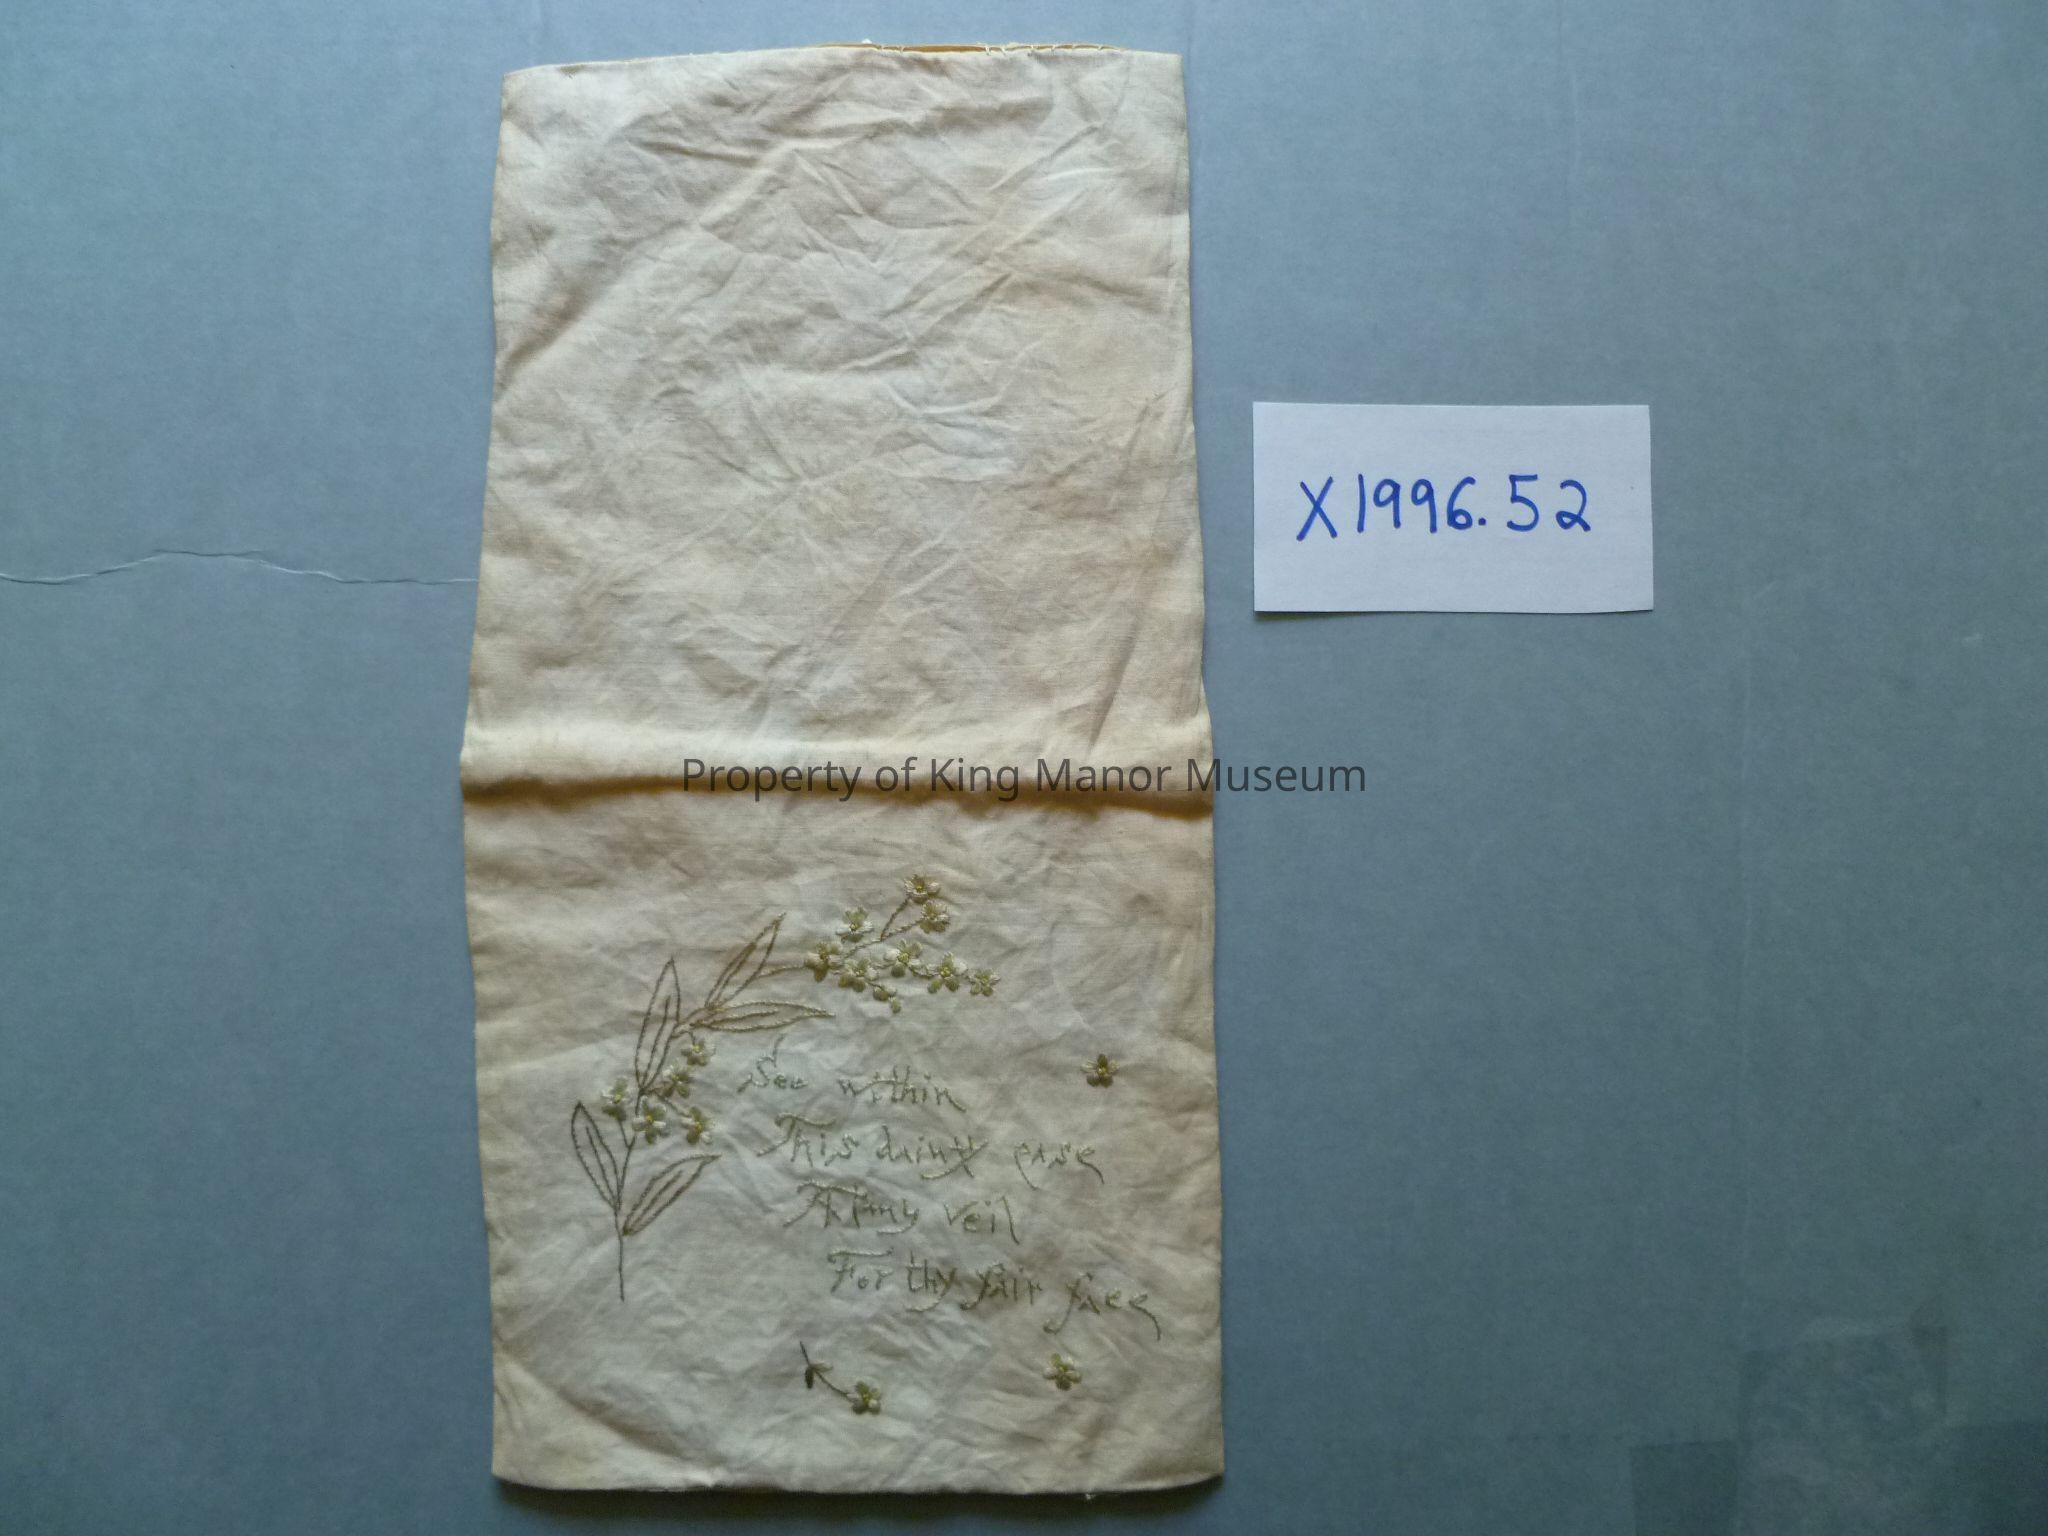 X1996.52
Property of King Manor Museum
See within
This dainty case
A tiny veil
For thy fair face